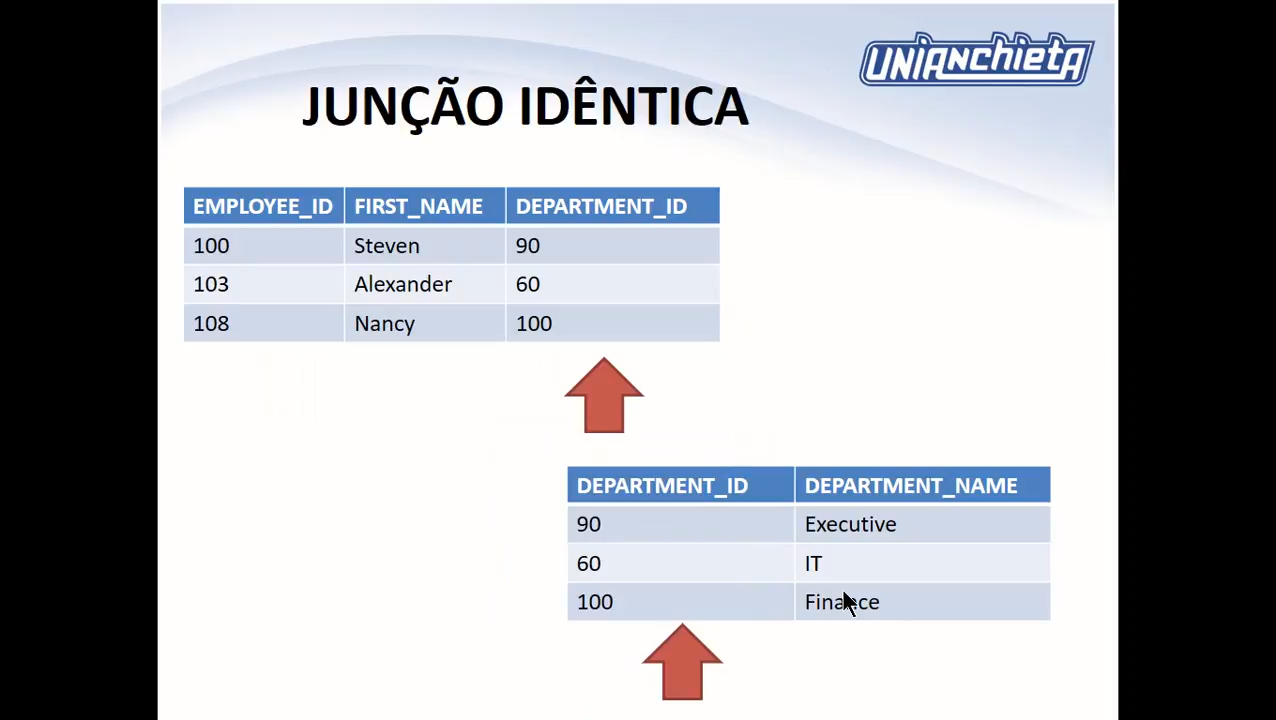 UNIANCHIETA
JUNÇÃO IDÊNTICA
EMPLOYEE_ID FIRST_NAME DEPARTMENT_ID
100 Steven 90
103 Alexander 60
108 Nancy 100
DEPARTMENT_ID DEPARTMENT_NAME
90 Executive
60 IT
100 Finance